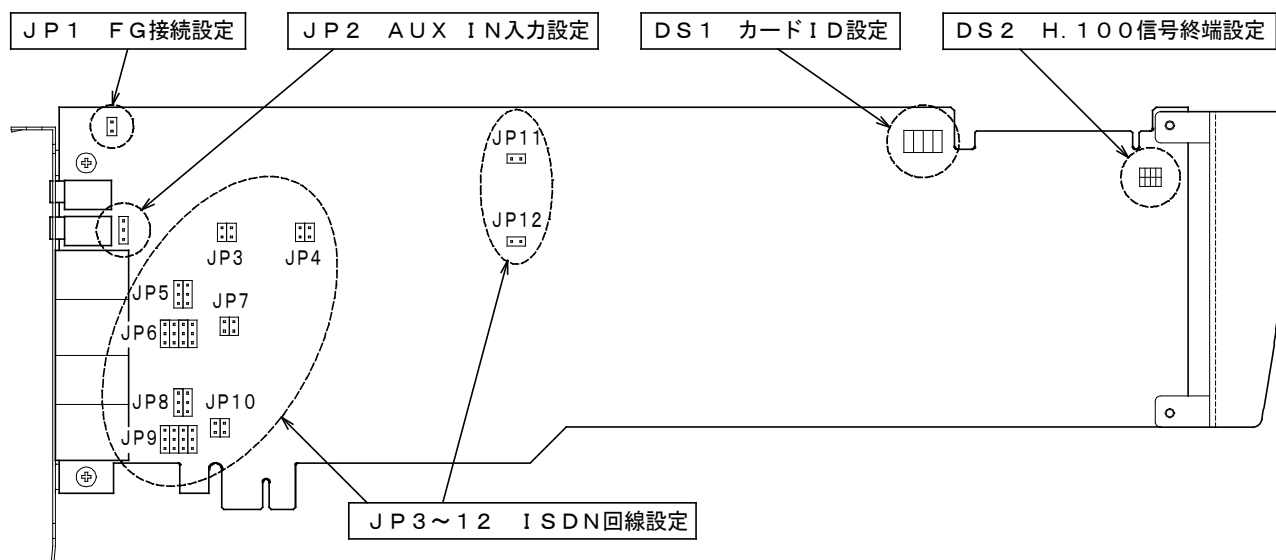 JP1 FG接続設定
JP2 AUX IN入力設定
DS1 カードID設定
DS2 H.100信号終端設定
JP11
JP12
JP3
JP4
JP5
JP7
JP6
JP8
JP10
JP9
JP3~12 ISDN回線設定